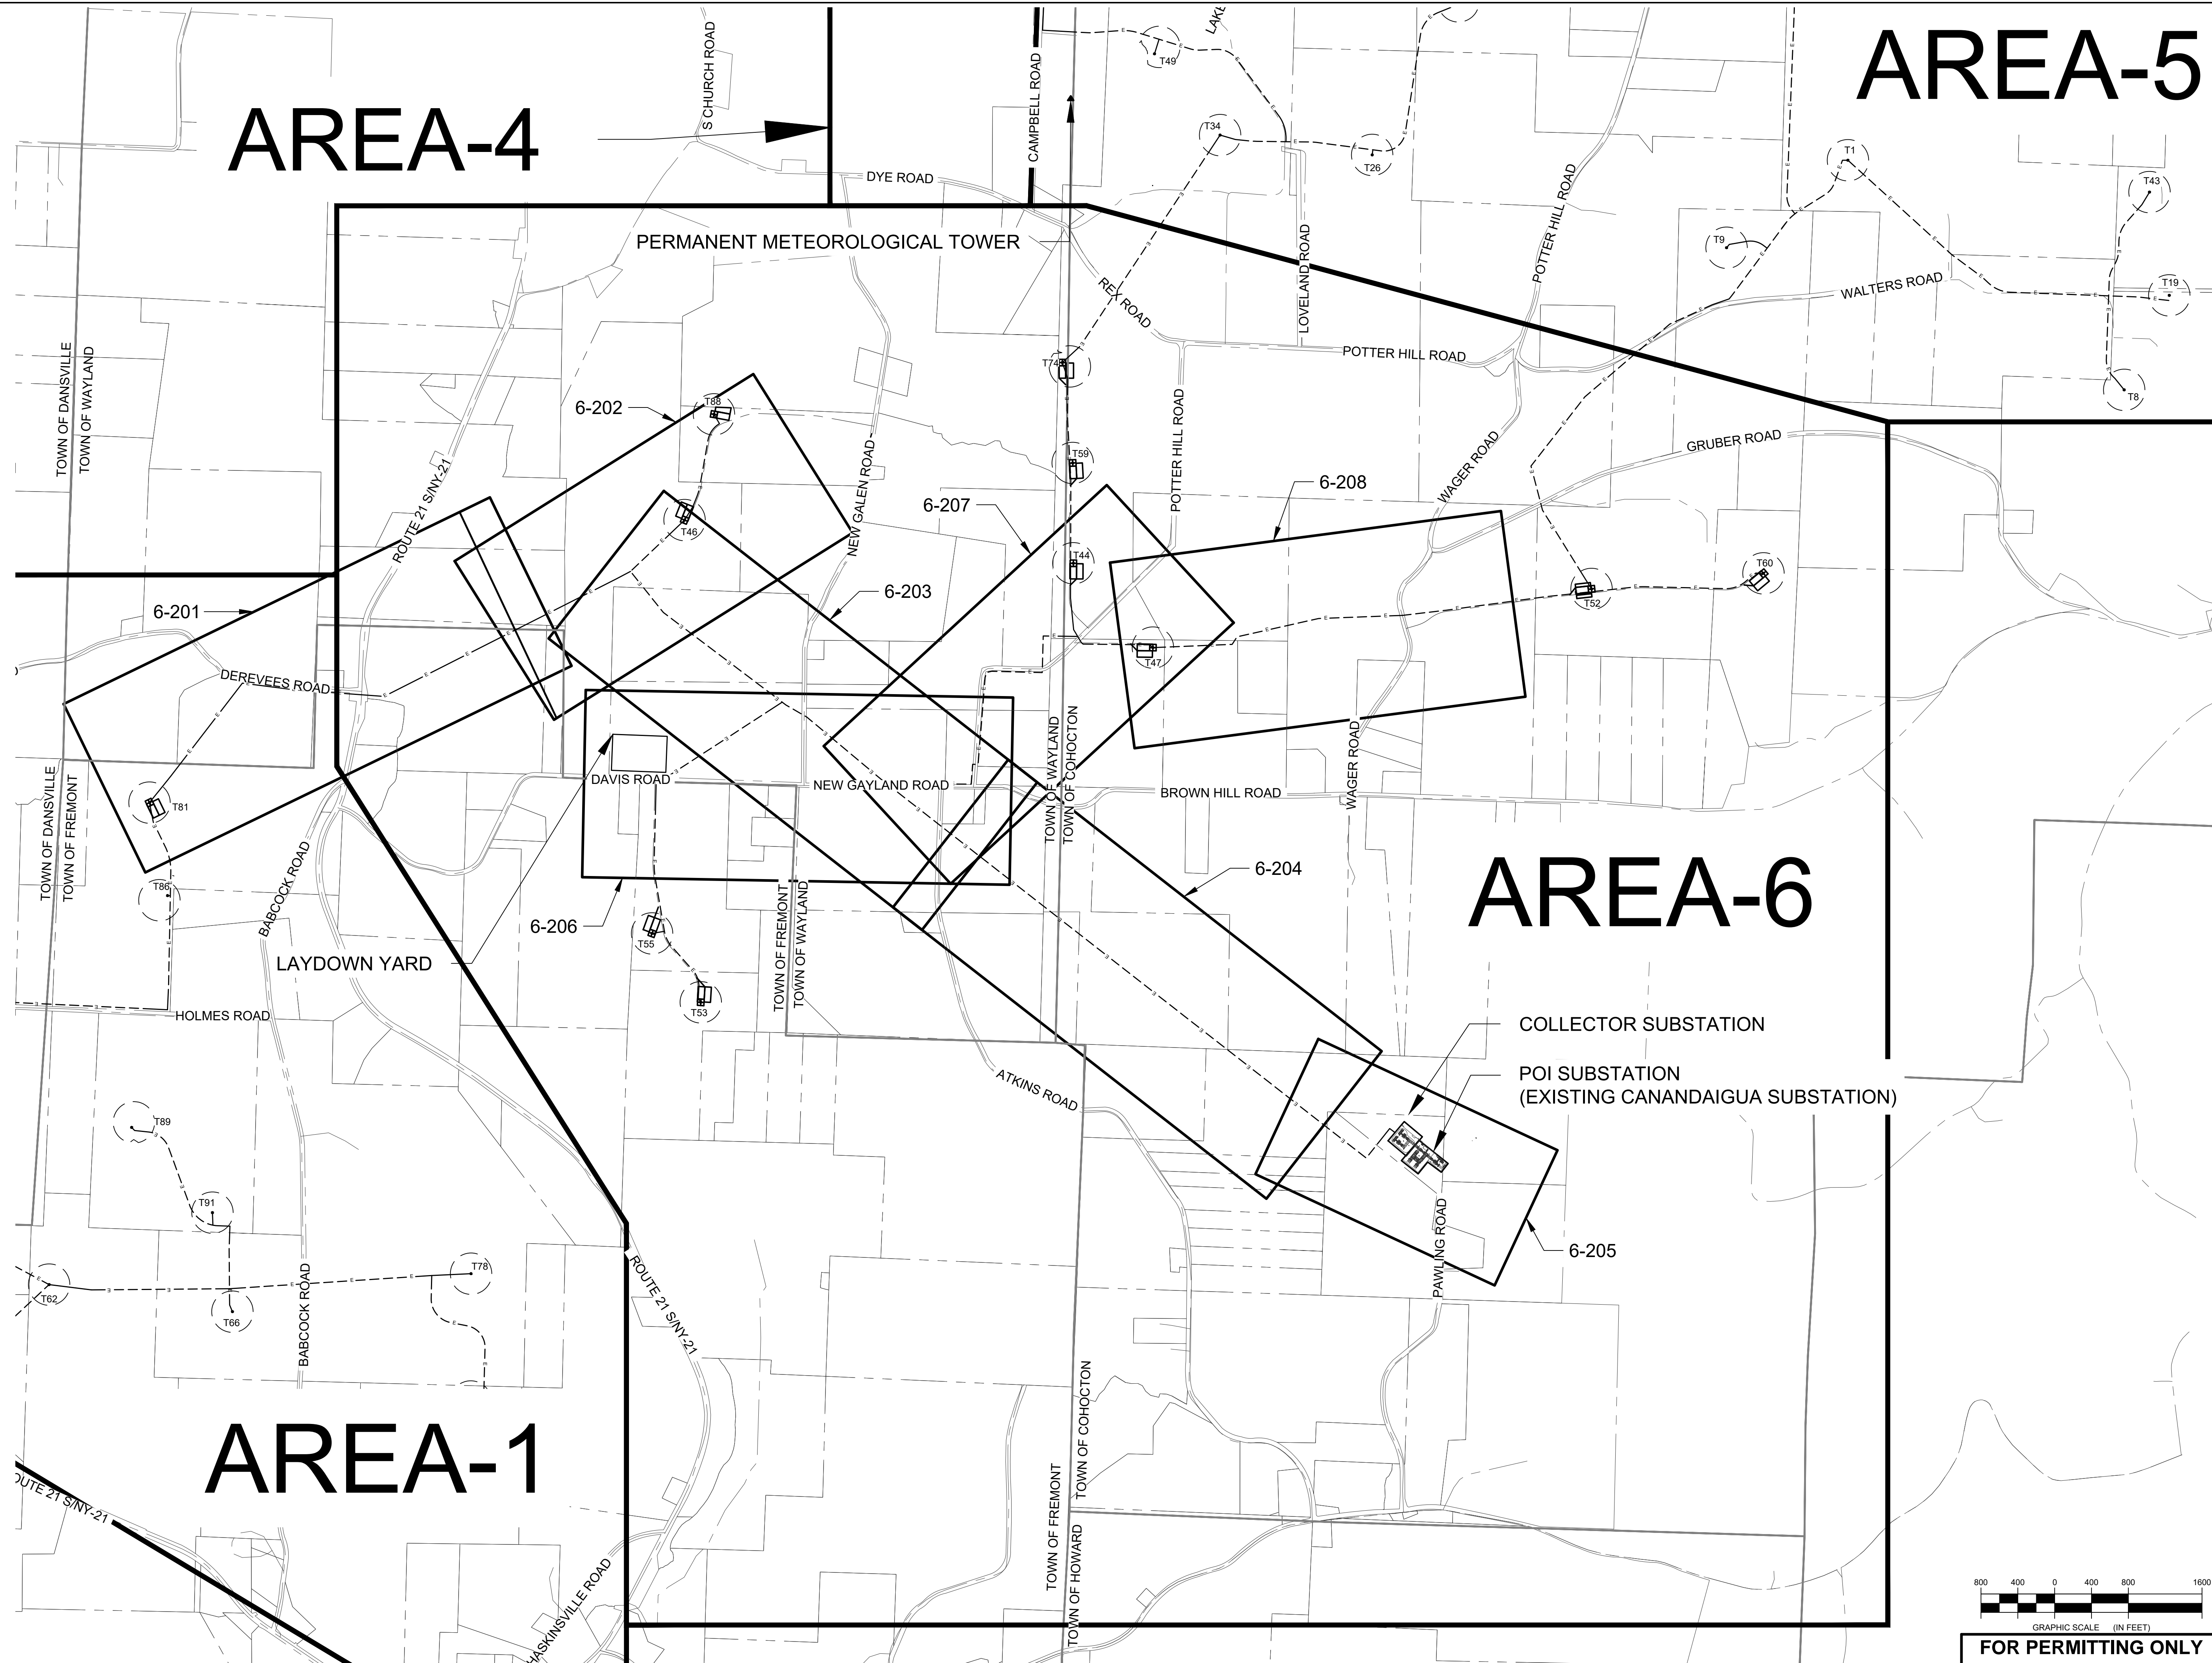 AREA-5
AREA-4
S CHURCH ROAD
CAMPBELL ROAD
T49
T34
T26
T1
T43
T9
T19
T8
DYE ROAD
POTTER HILL ROAD
PERMANENT METEOROLOGICAL TOWER
LOVELAND ROAD
REX ROAD
WALTERS ROAD
POTTER HILL ROAD
TOWN OF DANSVILLE
TOWN OF WAYLAND
T74
6-202
T88
POTTER HILL ROAD
GRUBER ROAD
WAGER ROAD
ROUTE 21 S/NY-21
NEW GALEN ROAD
T59
6-208
6-207
T46
T44
T60
T52
6-203
6-201
DEREVEES ROAD
T47
TOWN OF WAYLAND
TOWN OF COHOCTON
WAGER ROAD
DAVIS ROAD
NEW GAYLAND ROAD
BROWN HILL ROAD
T81
TOWN OF DANSVILLE
TOWN OF FREMONT
T86
BABCOCK ROAD
6-204
AREA-6
6-206
T55
TOWN OF FREMONT
TOWN OF WAYLAND
LAYDOWN YARD
T53
HOLMES ROAD
COLLECTOR SUBSTATION
POI SUBSTATION
(EXISTING CANANDAIGUA SUBSTATION)
ATKINS ROAD
T89
T91
T78
T62
T66
BABCOCK ROAD
ROUTE 21 S/NY-21
PAWLING ROAD
6-205
AREA-1
TOWN OF FREMONT
TOWN OF COHOCTON
TOWN OF HOWARD
OUTE 21 S/NY-21
HASKINSVILLE ROAD
800 400 0 400 800 1600
GRAPHIC SCALE (IN FEET)
FOR PERMITTING ONLY